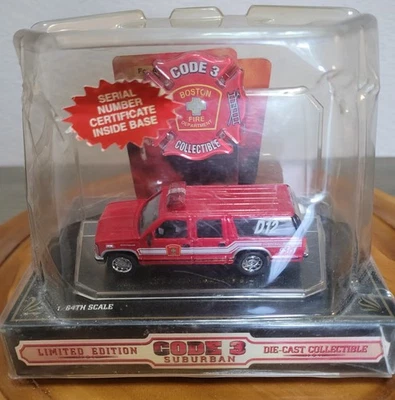 CODE 3
BOSTON
FIRE
DEPARTMENT
COLLECTIBLE
SERIAL
NUMBER
CERTIFICATE
INSIDE BASE
D12
1:64TH SCALE
LIMITED EDITION
CODE 3
SUBURBAN
DIE-CAST COLLECTIBLE